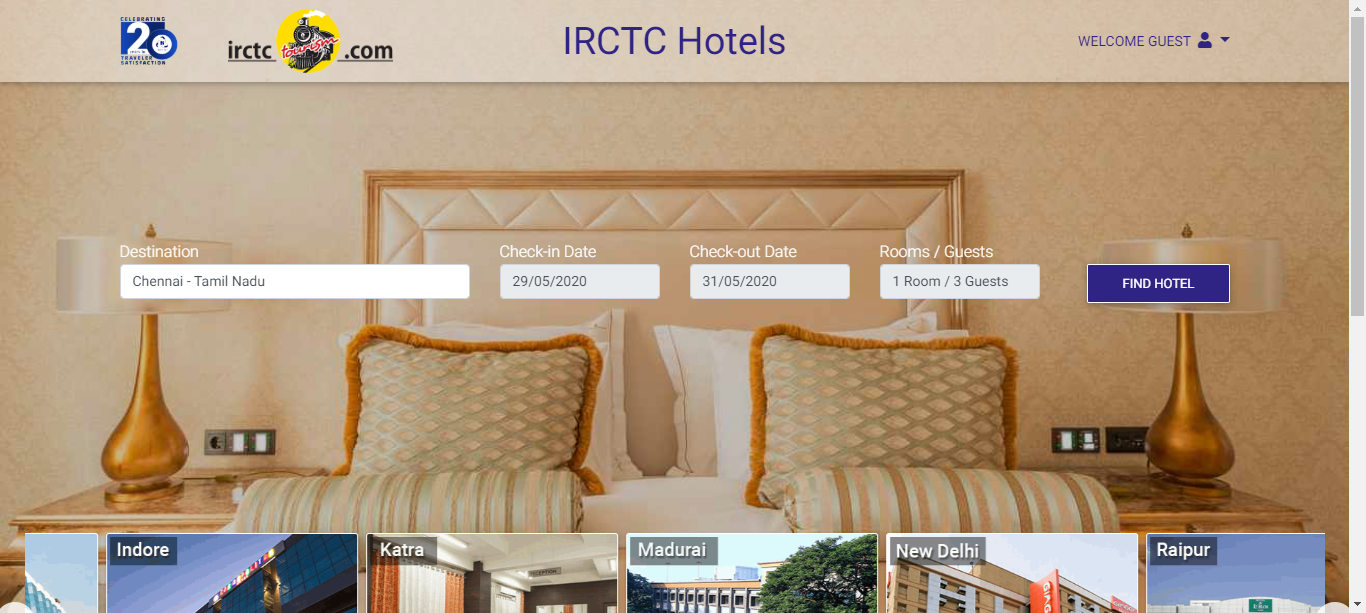 CELEBRATING
20
TRAVELER
SATISFACTION
irctc tourism .com
IRCTC Hotels
WELCOME GUEST
Destination
Check-in Date
Check-out Date
Rooms / Guests
Chennai - Tamil Nadu
29/05/2020
31/05/2020
1 Room / 3 Guests
FIND HOTEL
Indore
Katra
Madurai
New Delhi
Raipur
RECEPTION